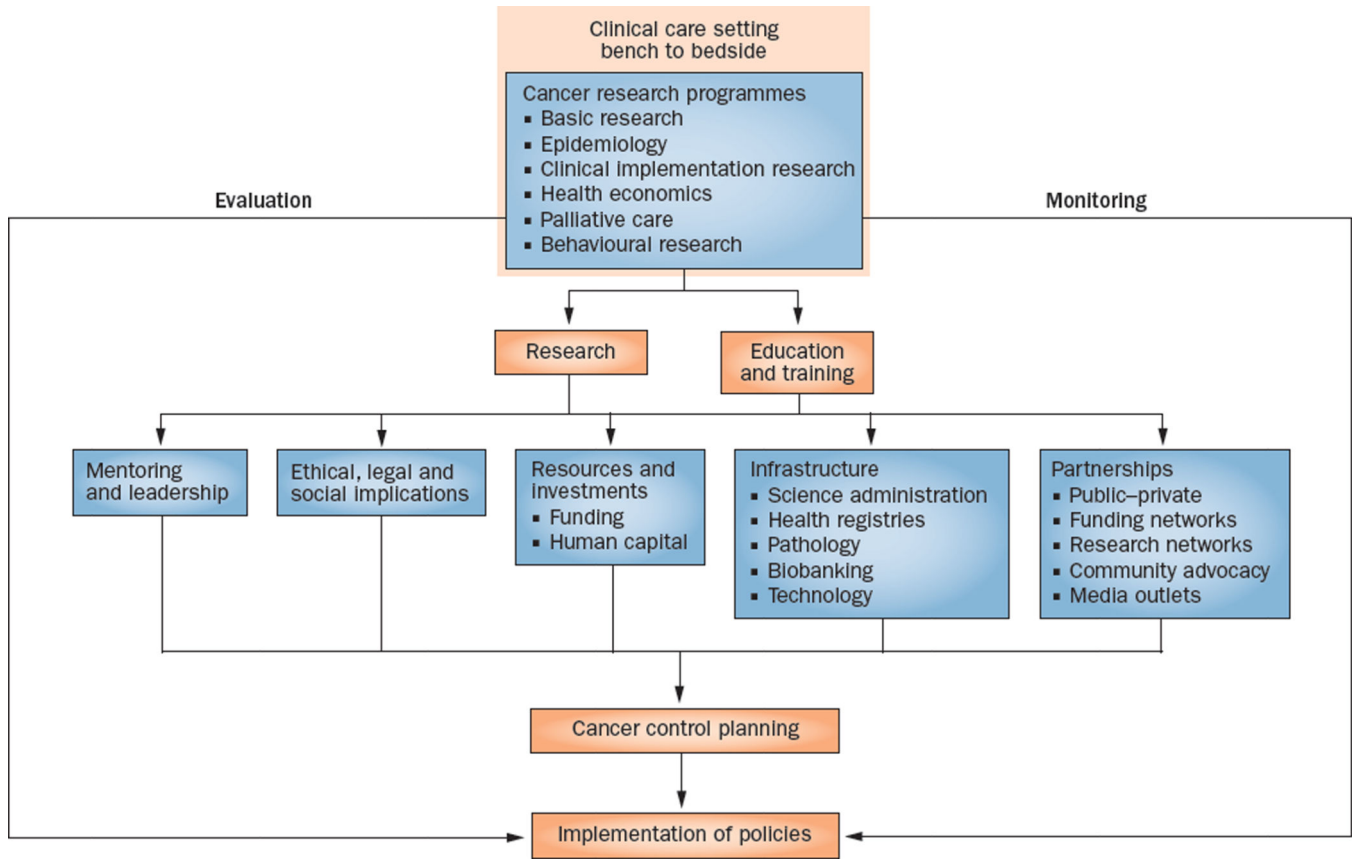 Clinical care setting
bench to bedside
Cancer research programmes
▪ Basic research
▪ Epidemiology
▪ Clinical implementation research
▪ Health economics
▪ Palliative care
▪ Behavioural research
Evaluation
Monitoring
Research
Education
and training
Mentoring
and leadership
Ethical, legal and
social implications
Resources and
investments
▪ Funding
▪ Human capital
Infrastructure
▪ Science administration
▪ Health registries
▪ Pathology
▪ Biobanking
▪ Technology
Partnerships
▪ Public–private
▪ Funding networks
▪ Research networks
▪ Community advocacy
▪ Media outlets
Cancer control planning
Implementation of policies